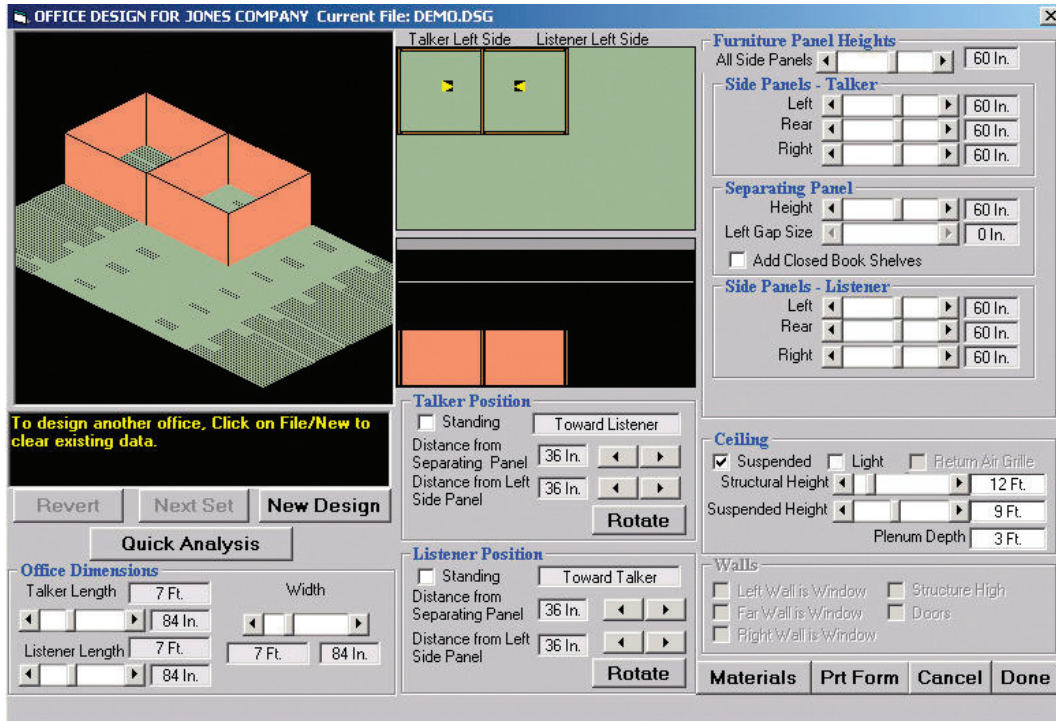 OFFICE DESIGN FOR JONES COMPANY Current File: DEMO.DSG
Talker Left Side Listener Left Side
To design another office, Click on File/New to
clear existing data.
Revert Next Set New Design
Quick Analysis
Office Dimensions
Talker Length 7 Ft.
84 In.
Listener Length 7 Ft.
84 In.
Width
7 Ft. 84 In.
Talker Position
Standing Toward Listener
Distance from
Separating Panel 36 In.
Distance from Left
Side Panel 36 In.
Rotate
Listener Position
Standing Toward Talker
Distance from
Separating Panel 36 In.
Distance from Left
Side Panel 36 In.
Rotate
Furniture Panel Heights
All Side Panels 60 In.
Side Panels - Talker
Left 60 In.
Rear 60 In.
Right 60 In.
Separating Panel
Height 60 In.
Left Gap Size 0 In.
Add Closed Book Shelves
Side Panels - Listener
Left 60 In.
Rear 60 In.
Right 60 In.
Ceiling
Suspended Light Return Air Grille
Structural Height 12 Ft.
Suspended Height 9 Ft.
Plenum Depth 3 Ft.
Walls
Left Wall is Window Structure High
Far Wall is Window Doors
Right Wall is Window
Materials Prt Form Cancel Done